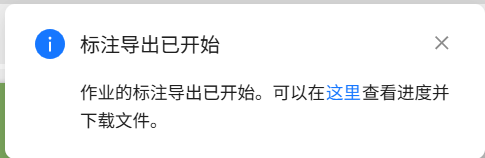 标注导出已开始
作业的标注导出已开始。可以在这里查看进度并
下载文件。